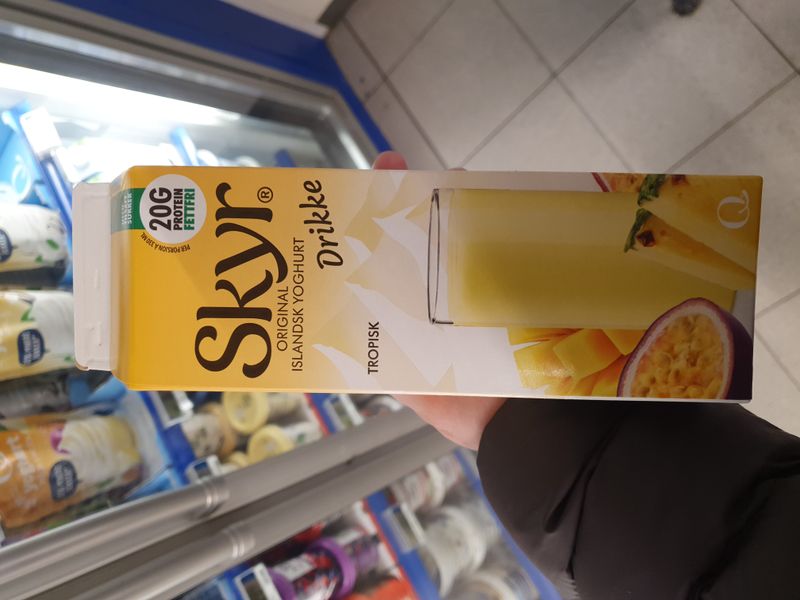 20G
PROTEIN
FETTFRI
PER PORSJON À 330 ML
Skyr®
ORIGINAL
ISLANDSK YOGHURT
Drikke
TROPISK
Q